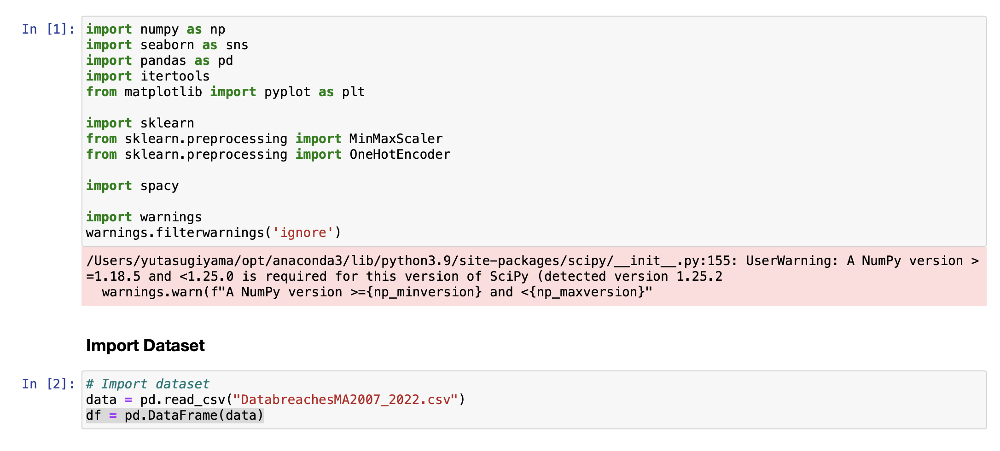 In [1]:
import numpy as np
import seaborn as sns
import pandas as pd
import itertools
from matplotlib import pyplot as plt
import sklearn
from sklearn.preprocessing import MinMaxScaler
from sklearn.preprocessing import OneHotEncoder
import spacy
import warnings
warnings.filterwarnings('ignore')
/Users/yutasugiyama/opt/anaconda3/lib/python3.9/site-packages/scipy/__init__.py:155: UserWarning: A NumPy version >
=1.18.5 and <1.25.0 is required for this version of SciPy (detected version 1.25.2
  warnings.warn(f"A NumPy version >={np_minversion} and <{np_maxversion}"
Import Dataset
In [2]:
# Import dataset
data = pd.read_csv("DatabreachesMA2007_2022.csv")
df = pd.DataFrame(data)